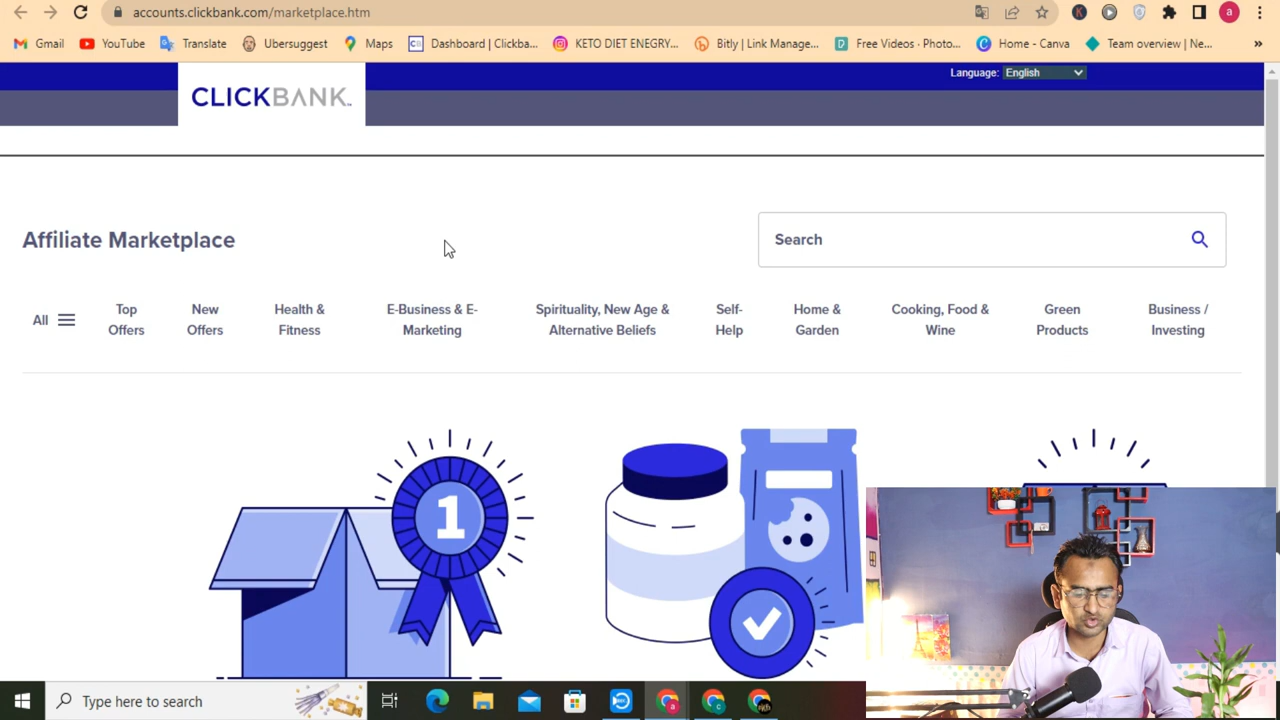 accounts.clickbank.com/marketplace.htm
Gmail
YouTube
Translate
Ubersuggest
Maps
Dashboard | Clickba...
KETO DIET ENEGRY...
Bitly | Link Manage...
Free Videos · Photo...
Home - Canva
Team overview | Ne...
»
Language: English
CLICKBANK
Affiliate Marketplace
Search
All
Top
Offers
New
Offers
Health &
Fitness
E-Business & E-
Marketing
Spirituality, New Age &
Alternative Beliefs
Self-
Help
Home &
Garden
Cooking, Food &
Wine
Green
Products
Business /
Investing
1
Type here to search